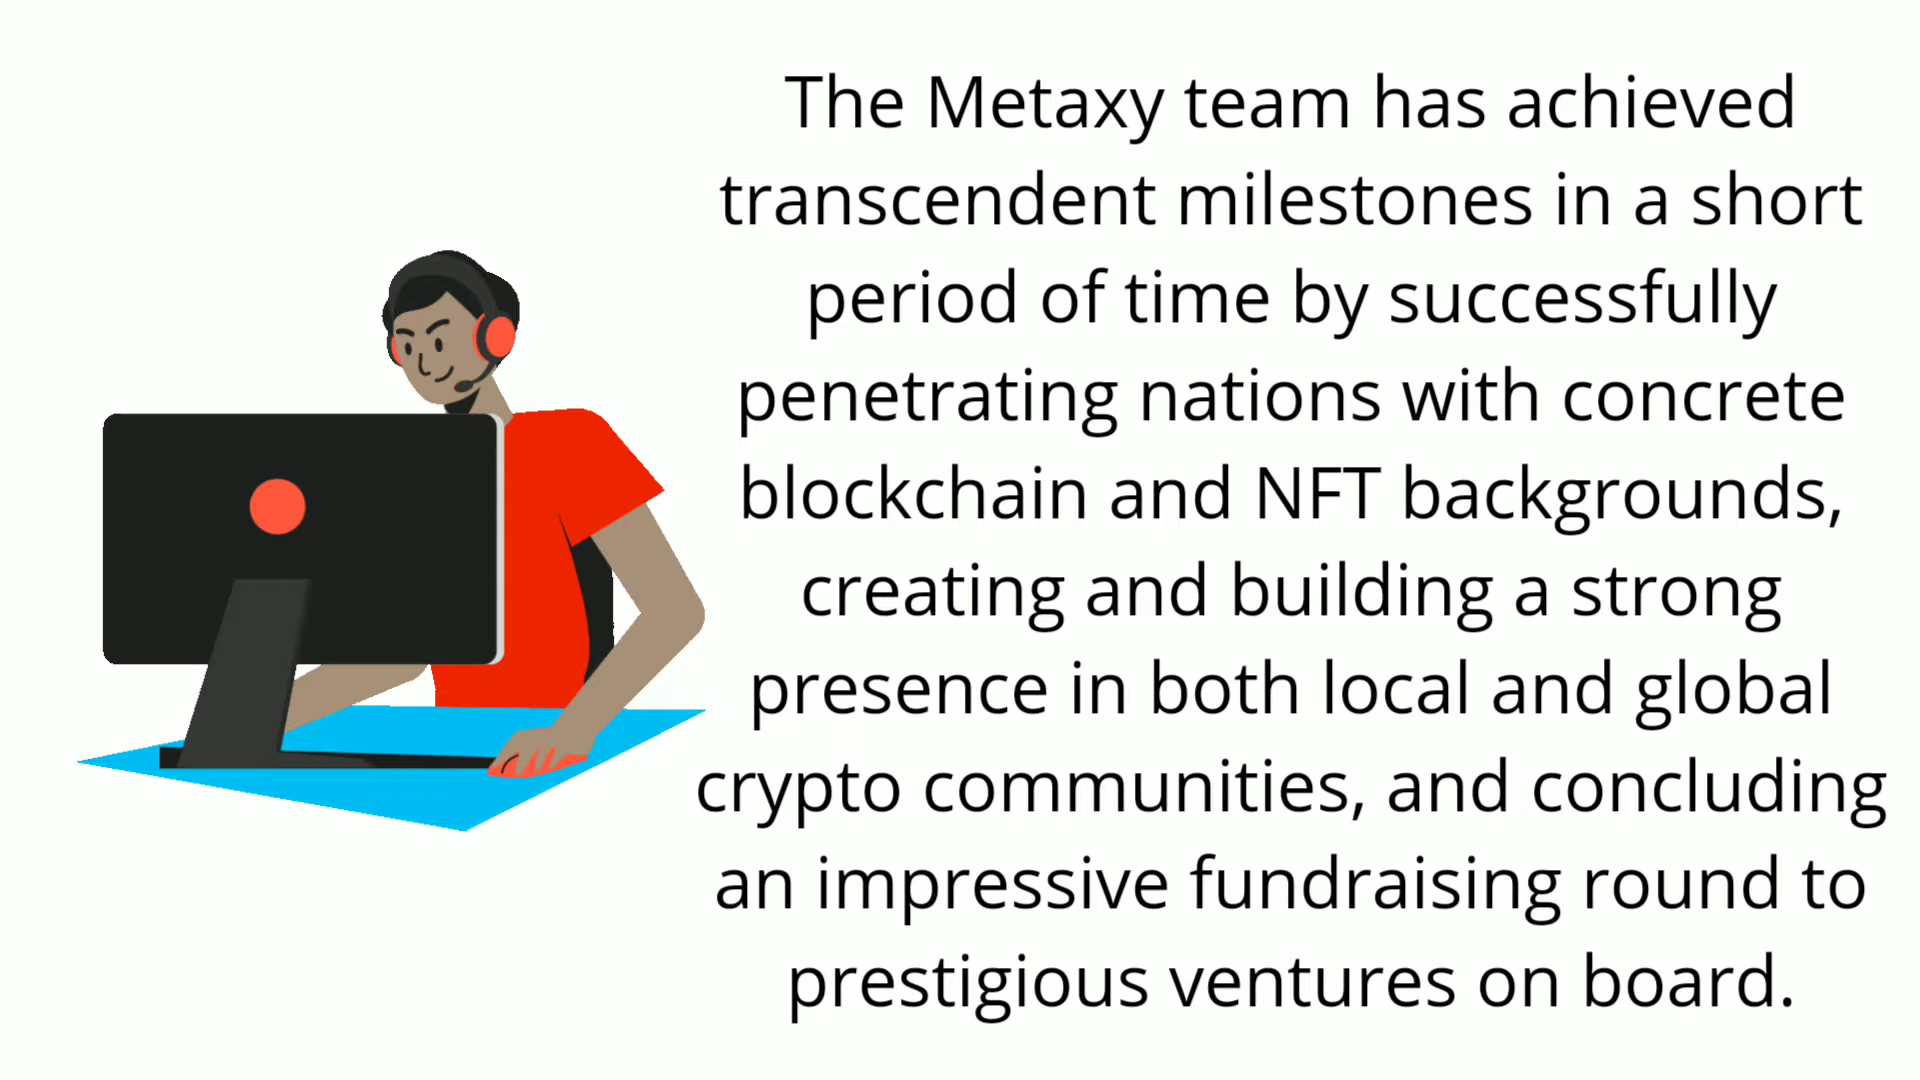 The Metaxy team has achieved
transcendent milestones in a short
period of time by successfully
penetrating nations with concrete
blockchain and NFT backgrounds,
creating and building a strong
presence in both local and global
crypto communities, and concluding
an impressive fundraising round to
prestigious ventures on board.